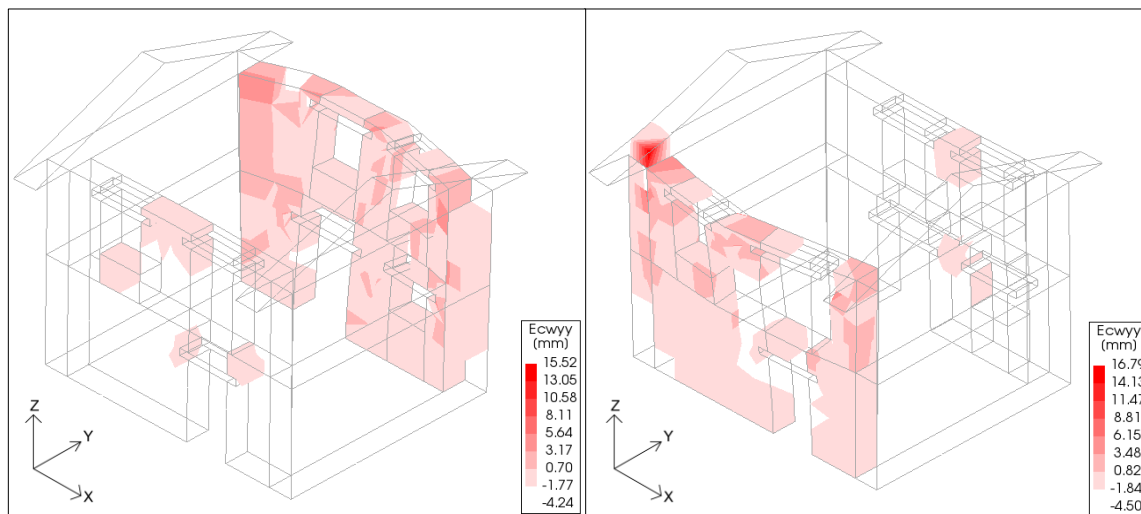 Ecwyy
(mm)
15.52
13.05
10.58
8.11
5.64
3.17
0.70
-1.77
-4.24
Z
Y
X
Ecwyy
(mm)
16.79
14.13
11.47
8.81
6.15
3.48
0.82
-1.84
-4.50
Z
Y
X